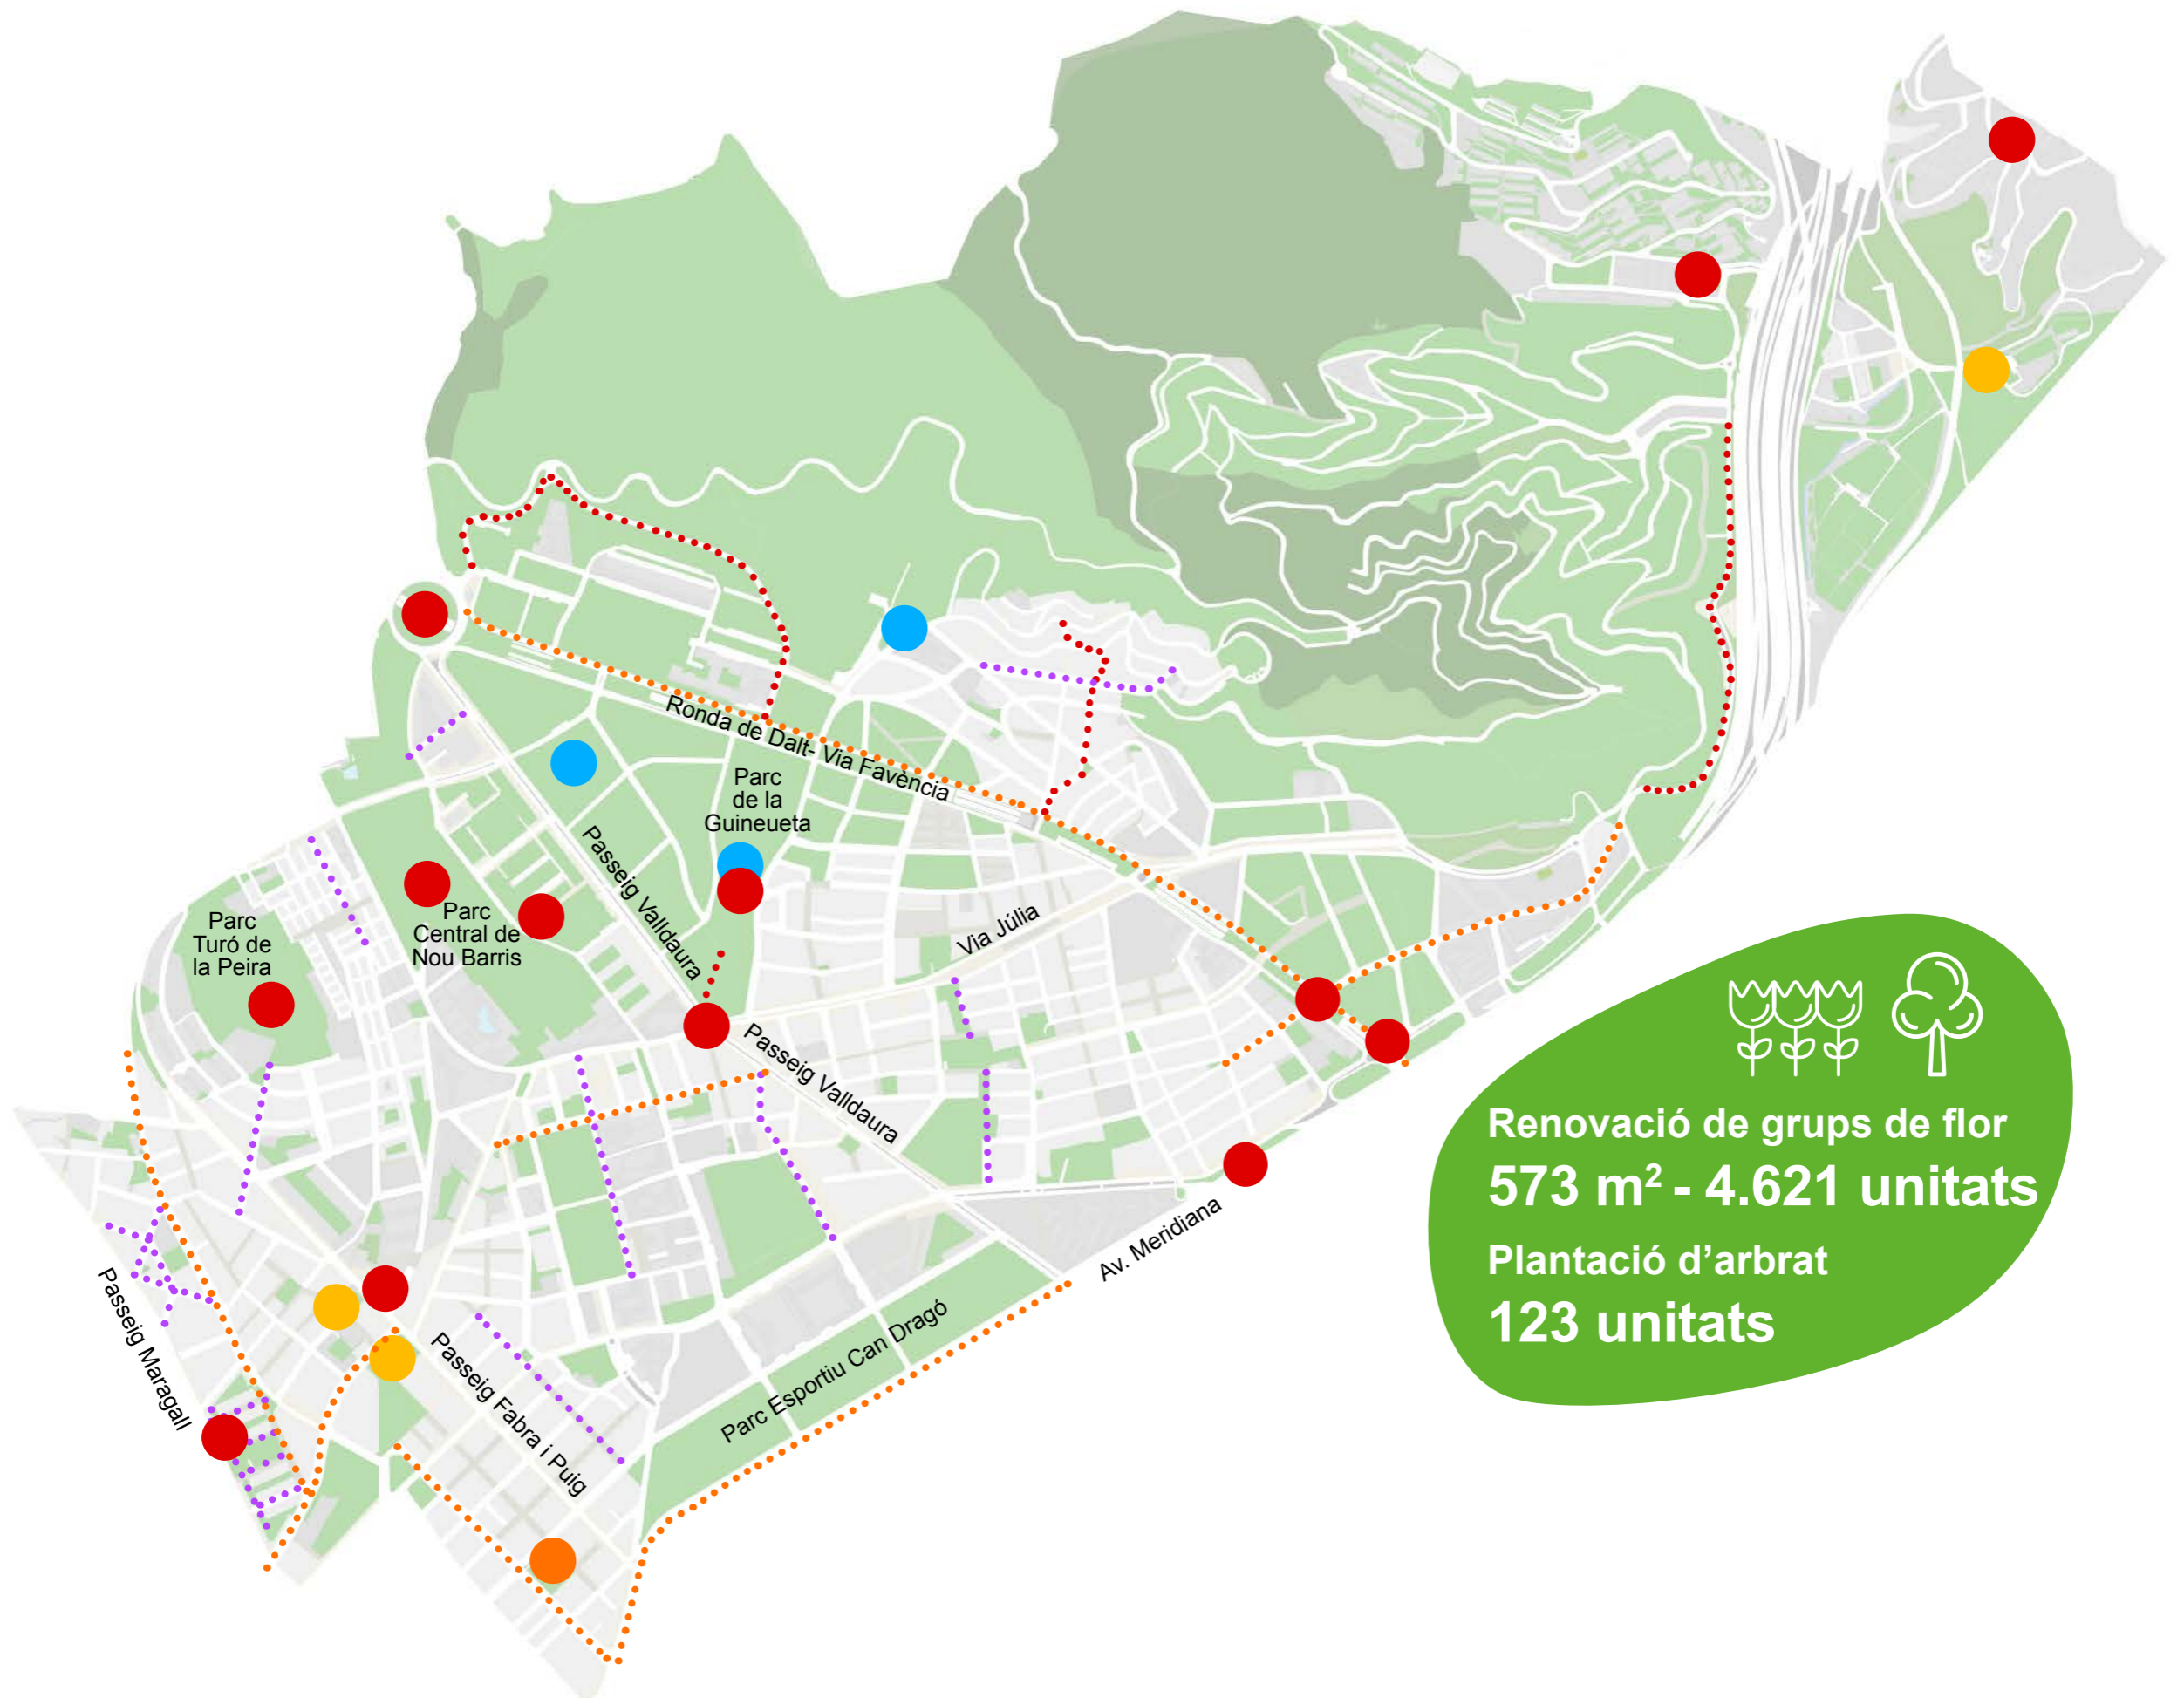 Ronda de Dalt- Via Favència
Parc
de la
Guineueta
Passeig Valldaura
Parc
Central de
Nou Barris
Parc
Turó de
la Peira
Via Júlia
Passeig Valldaura
Av. Meridiana
Passeig Maragall
Passeig Fabra i Puig
Parc Esportiu Can Dragó
Renovació de grups de flor
573 m² - 4.621 unitats
Plantació d’arbrat
123 unitats